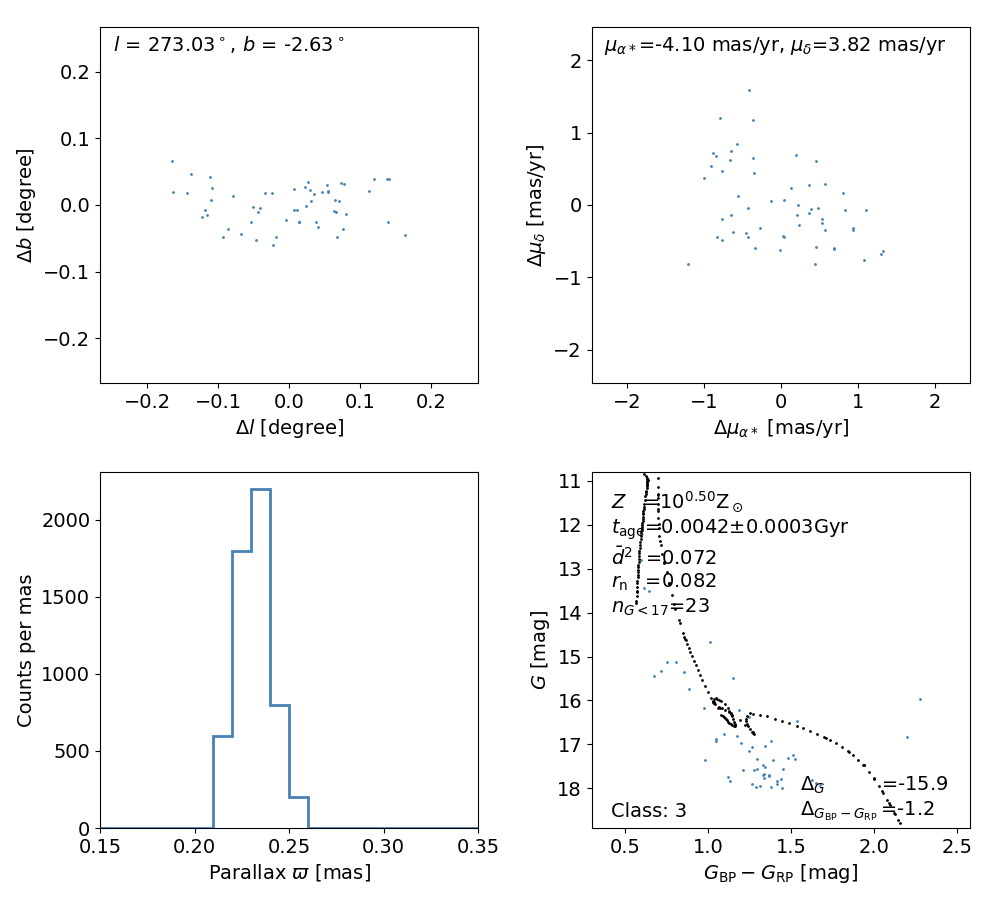 l = 273.03°, b = -2.63°
0.2
0.1
0.0
−0.1
−0.2
Δb [degree]
−0.2 −0.1 0.0 0.1 0.2
Δl [degree]
μα∗=-4.10 mas/yr, μδ=3.82 mas/yr
2
1
0
−1
−2
Δμδ [mas/yr]
−2 −1 0 1 2
Δμα∗ [mas/yr]
2000
1500
1000
500
0
Counts per mas
0.15 0.20 0.25 0.30 0.35
Parallax ϖ [mas]
11
12
13
14
15
16
17
18
G [mag]
Z =10^0.50 Z⊙
t_age=0.0042±0.0003Gyr
d̄² =0.072
r_n =0.082
n_G<17=23
Δ_G =-15.9
Δ_G_BP−G_RP =-1.2
Class: 3
0.5 1.0 1.5 2.0 2.5
G_BP − G_RP [mag]